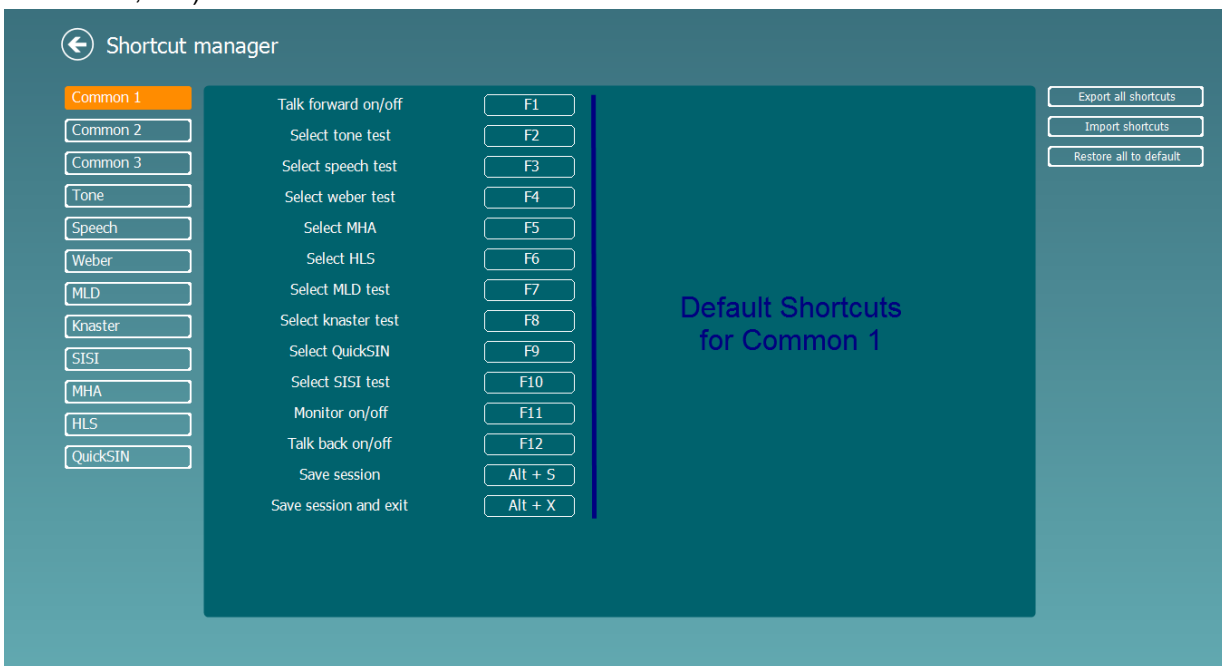 Shortcut manager
Common 1
Common 2
Common 3
Tone
Speech
Weber
MLD
Knaster
SISI
MHA
HLS
QuickSIN
Talk forward on/off F1
Select tone test F2
Select speech test F3
Select weber test F4
Select MHA F5
Select HLS F6
Select MLD test F7
Select knaster test F8
Select QuickSIN F9
Select SISI test F10
Monitor on/off F11
Talk back on/off F12
Save session Alt + S
Save session and exit Alt + X
Default Shortcuts
for Common 1
Export all shortcuts
Import shortcuts
Restore all to default